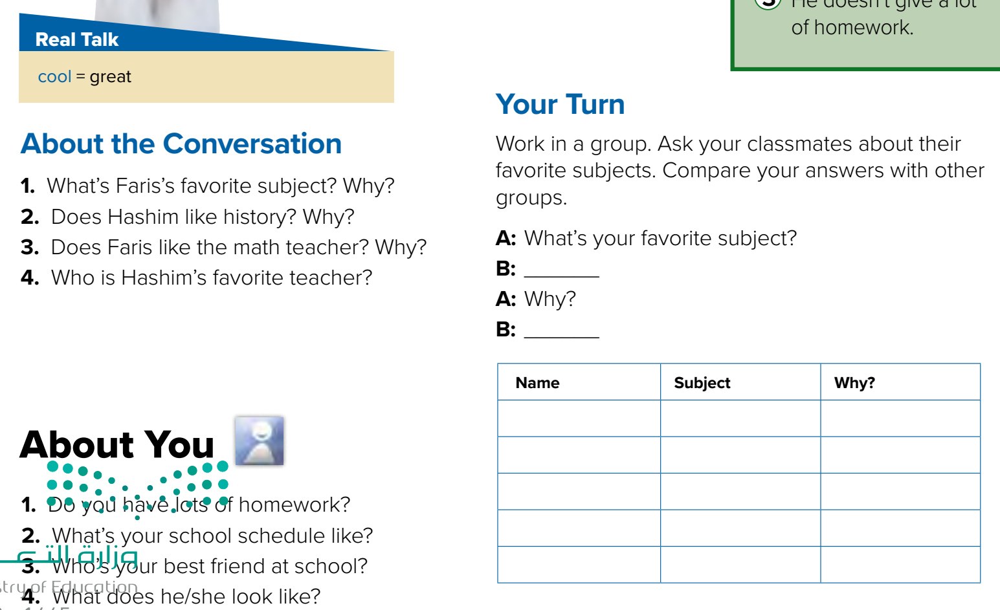 Real Talk
cool = great
About the Conversation
1. What's Faris's favorite subject? Why?
2. Does Hashim like history? Why?
3. Does Faris like the math teacher? Why?
4. Who is Hashim's favorite teacher?
About You
1. Do you have lots of homework?
2. What's your school schedule like?
3. Who's your best friend at school?
4. What does he/she look like?
وزارة التـ
stry of Education
3 He doesn't give a lot
of homework.
Your Turn
Work in a group. Ask your classmates about their
favorite subjects. Compare your answers with other
groups.
A: What's your favorite subject?
B: ______
A: Why?
B: ______
Name Subject Why?